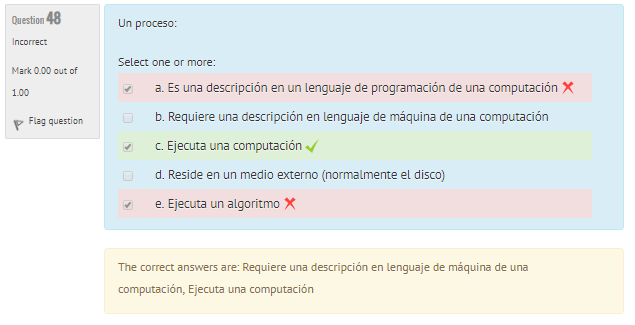 Question 48
Incorrect
Mark 0.00 out of
1.00
Flag question
Un proceso:
Select one or more:
a. Es una descripción en un lenguaje de programación de una computación
b. Requiere una descripción en lenguaje de máquina de una computación
c. Ejecuta una computación
d. Reside en un medio externo (normalmente el disco)
e. Ejecuta un algoritmo
The correct answers are: Requiere una descripción en lenguaje de máquina de una
computación, Ejecuta una computación